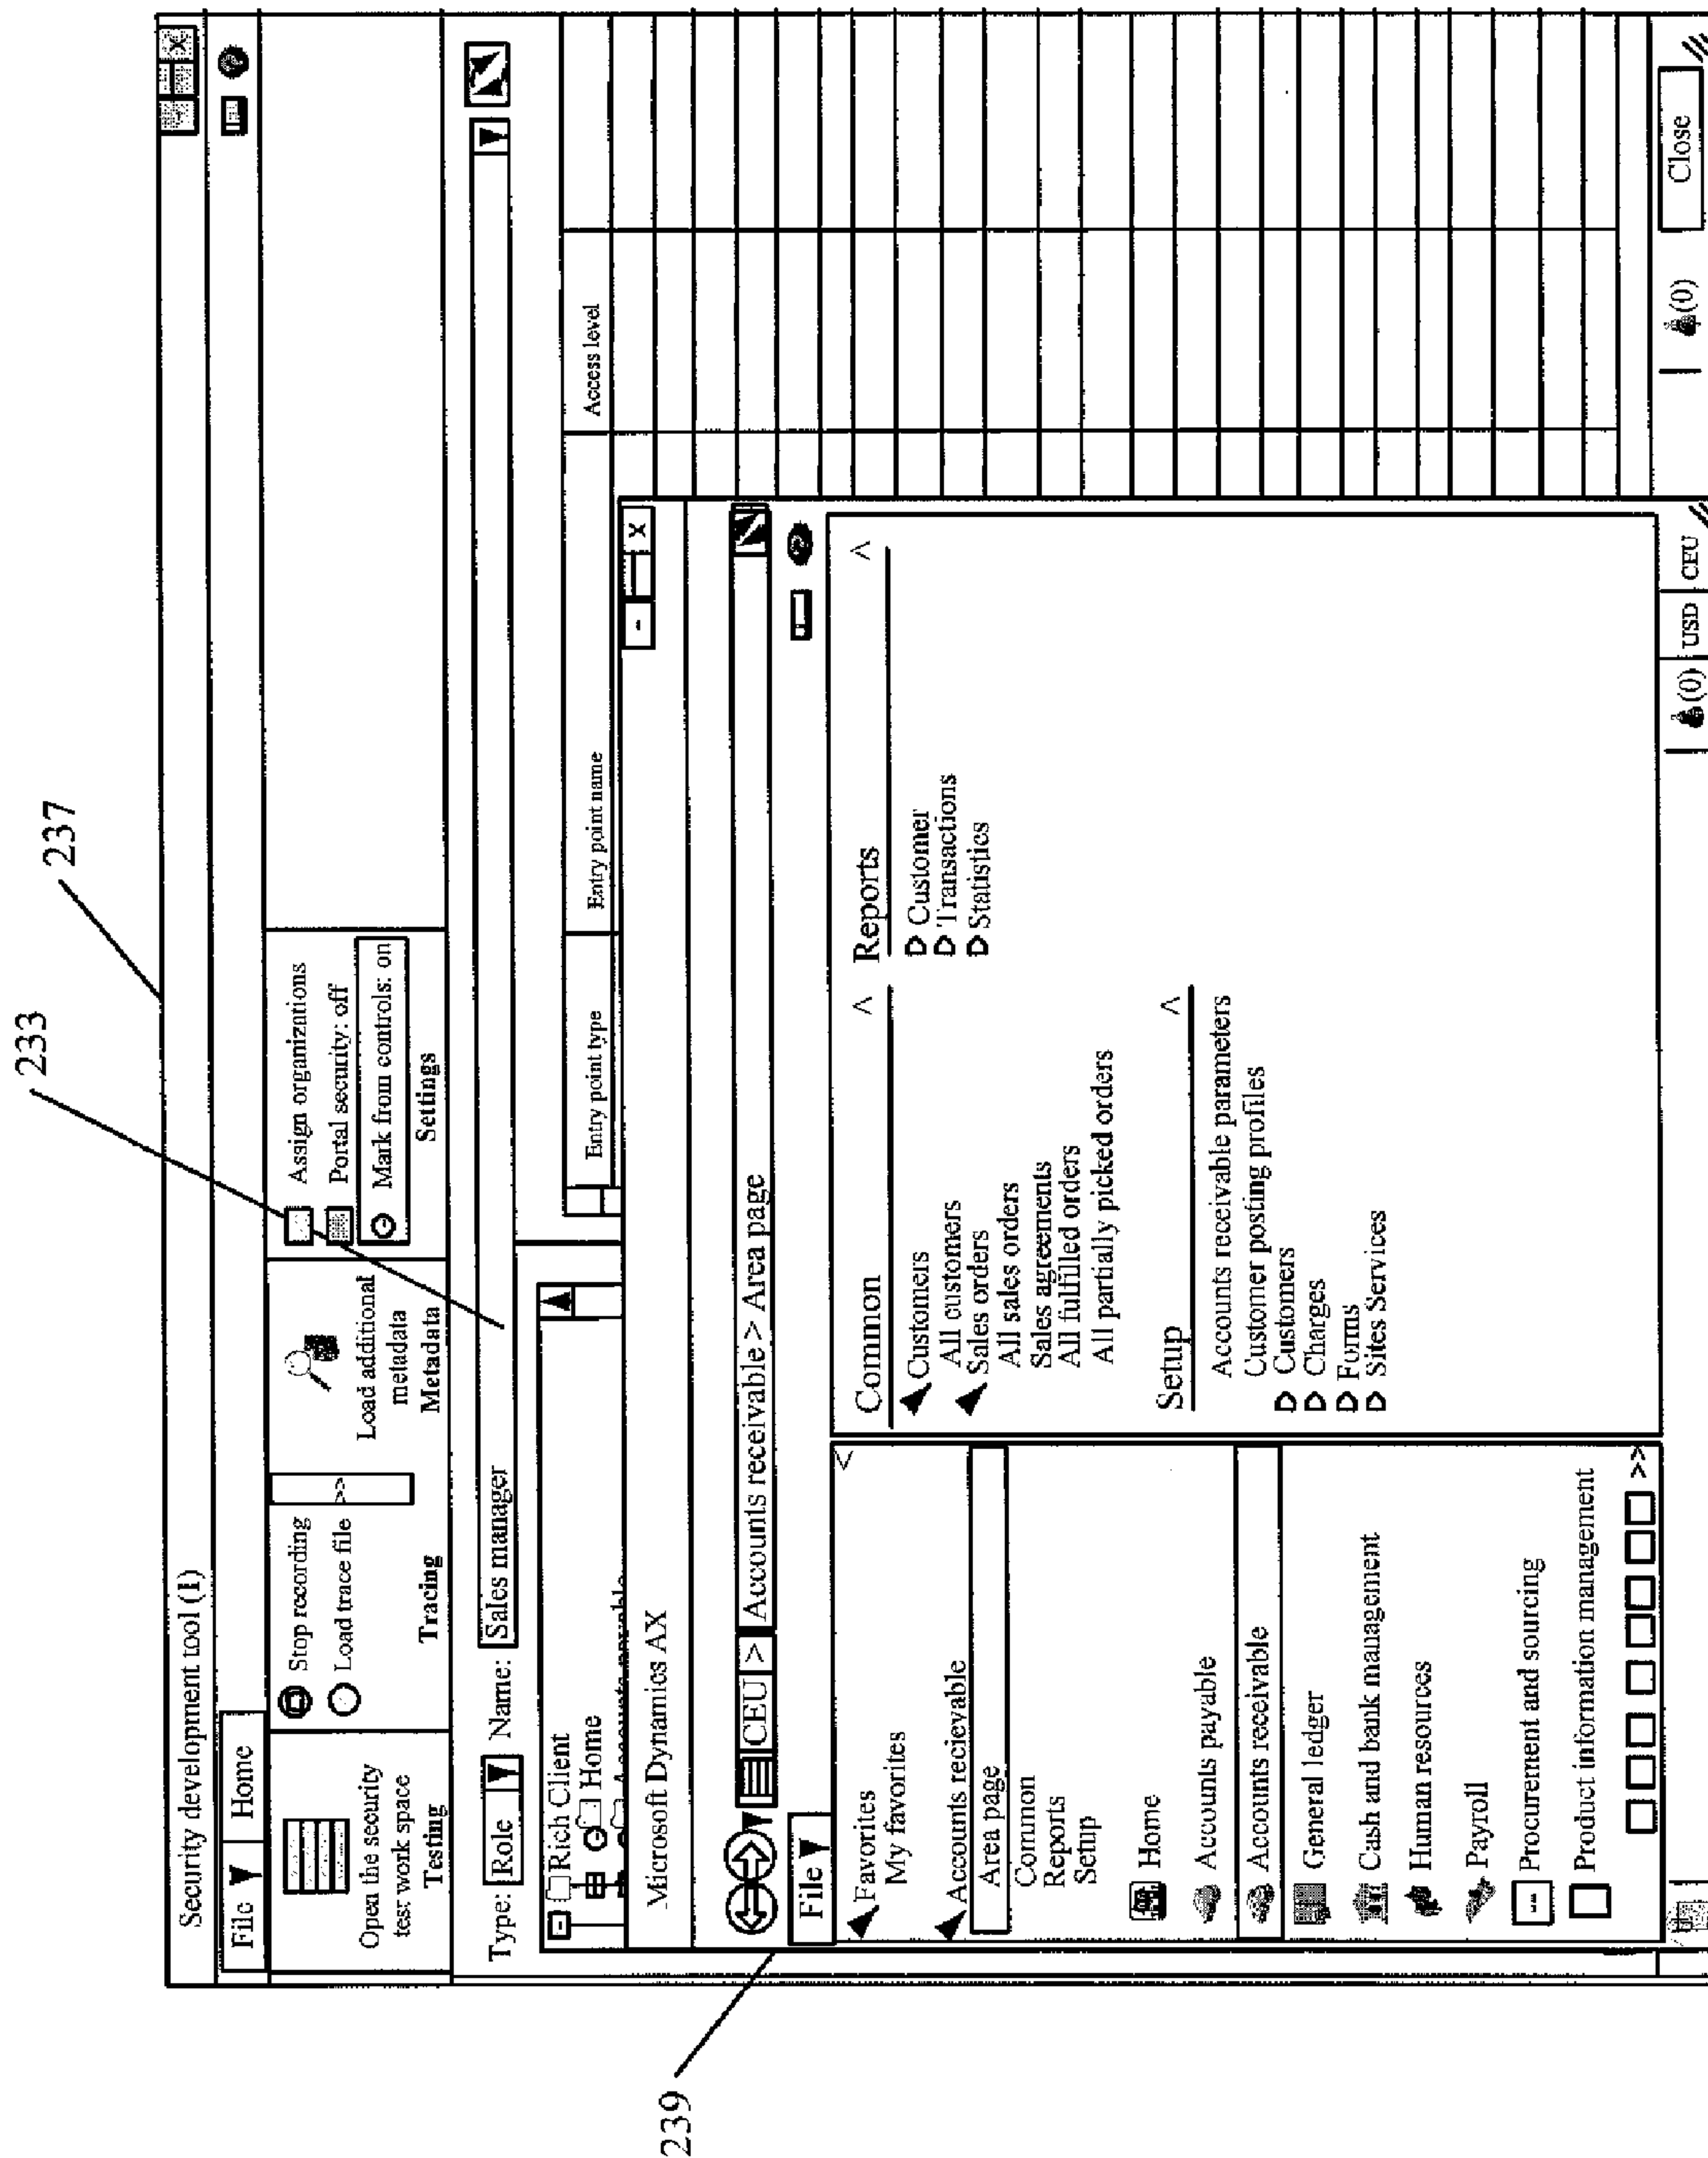 237
233
239
Security development tool (1)
X
File
Home
Open the security
test work space
Testing
Stop recording
Load trace file
>>
Tracing
Load additional
metadata
Metadata
Assign organizations
Portal security: off
Mark from controls: on
Settings
Type: Role Name: Sales manager
Rich Client
Home
Accounts payable
Entry point type
Entry point name
Access level
Microsoft Dynamics AX
- X
CEU > Accounts receivable > Area page
File
Favorites
My favorites
Accounts recievable
Area page
Common
Reports
Setup
Home
Accounts payable
Accounts receivable
General ledger
Cash and bank management
Human resources
Payroll
Procurement and sourcing
Product information management
>>
Common
Customers
All customers
Sales orders
All sales orders
Sales agreements
All fulfilled orders
All partially picked orders
Setup
Accounts receivable parameters
Customer posting profiles
Customers
Charges
Forms
Sites Services
Reports
Customer
Transactions
Statistics
(0) USD CEU
(0)
Close